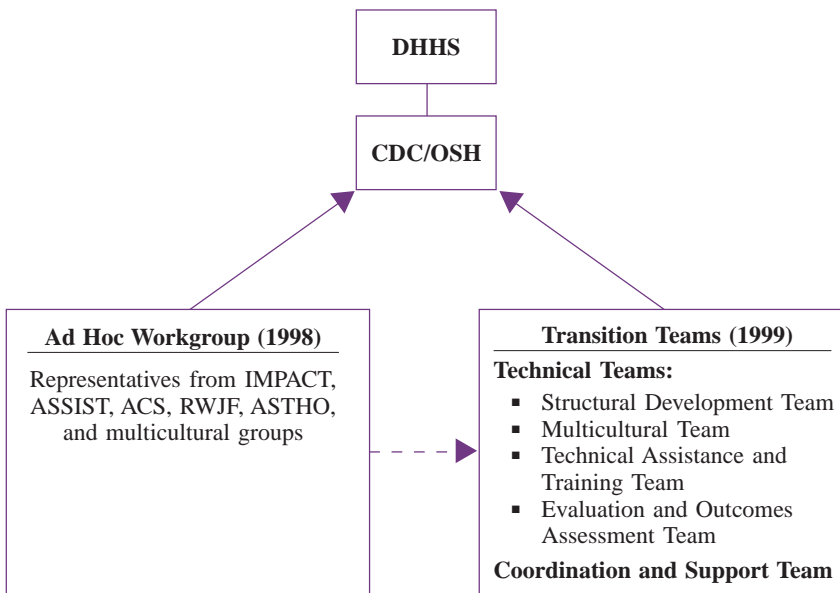 DHHS
CDC/OSH
Ad Hoc Workgroup (1998)
Representatives from IMPACT,
ASSIST, ACS, RWJF, ASTHO,
and multicultural groups
Transition Teams (1999)
Technical Teams:
▪ Structural Development Team
▪ Multicultural Team
▪ Technical Assistance and
Training Team
▪ Evaluation and Outcomes
Assessment Team
Coordination and Support Team